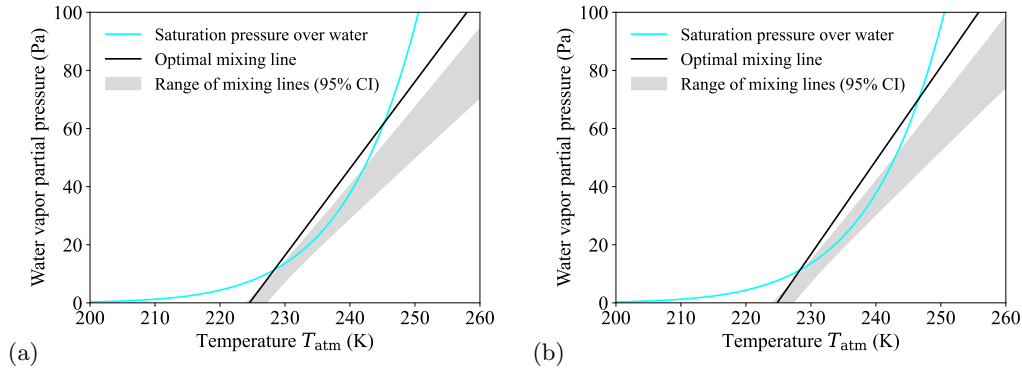 100
80
60
40
20
0
Water vapor partial pressure (Pa)
Saturation pressure over water
Optimal mixing line
Range of mixing lines (95% CI)
200 210 220 230 240 250 260
Temperature T_atm (K)
(a)
100
80
60
40
20
0
Water vapor partial pressure (Pa)
Saturation pressure over water
Optimal mixing line
Range of mixing lines (95% CI)
200 210 220 230 240 250 260
Temperature T_atm (K)
(b)